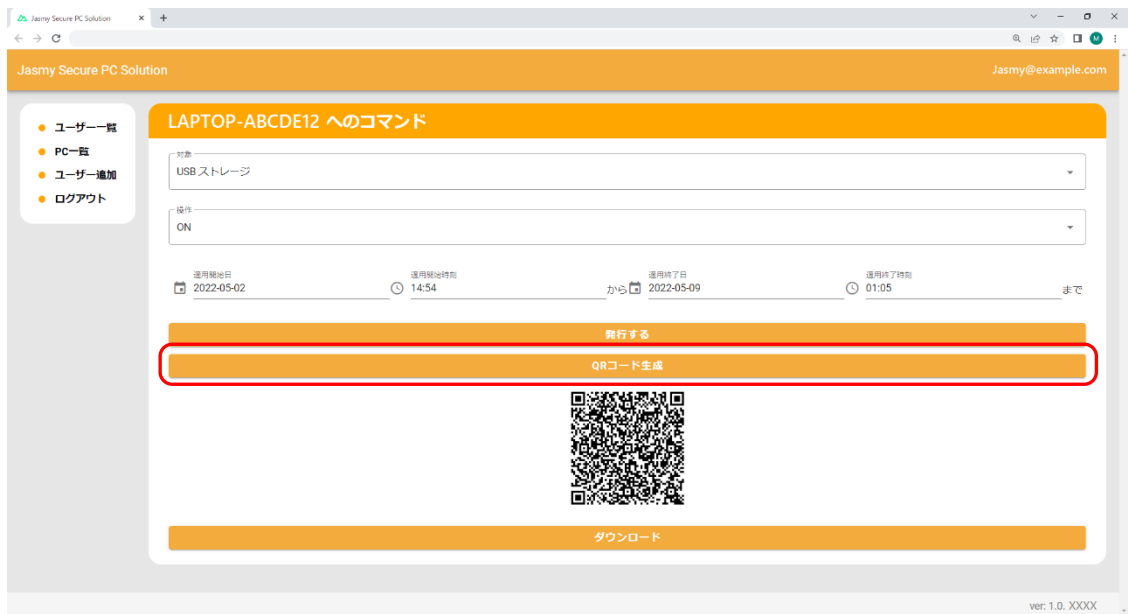 Jasmy Secure PC Solution
Jasmy Secure PC Solution
Jasmy@example.com
ユーザー一覧
PC一覧
ユーザー追加
ログアウト
LAPTOP-ABCDE12 へのコマンド
対象
USB ストレージ
操作
ON
適用開始日
2022-05-02
適用開始時刻
14:54
から
適用終了日
2022-05-09
適用終了時刻
01:05
まで
発行する
QRコード生成
ダウンロード
ver: 1.0. XXXX